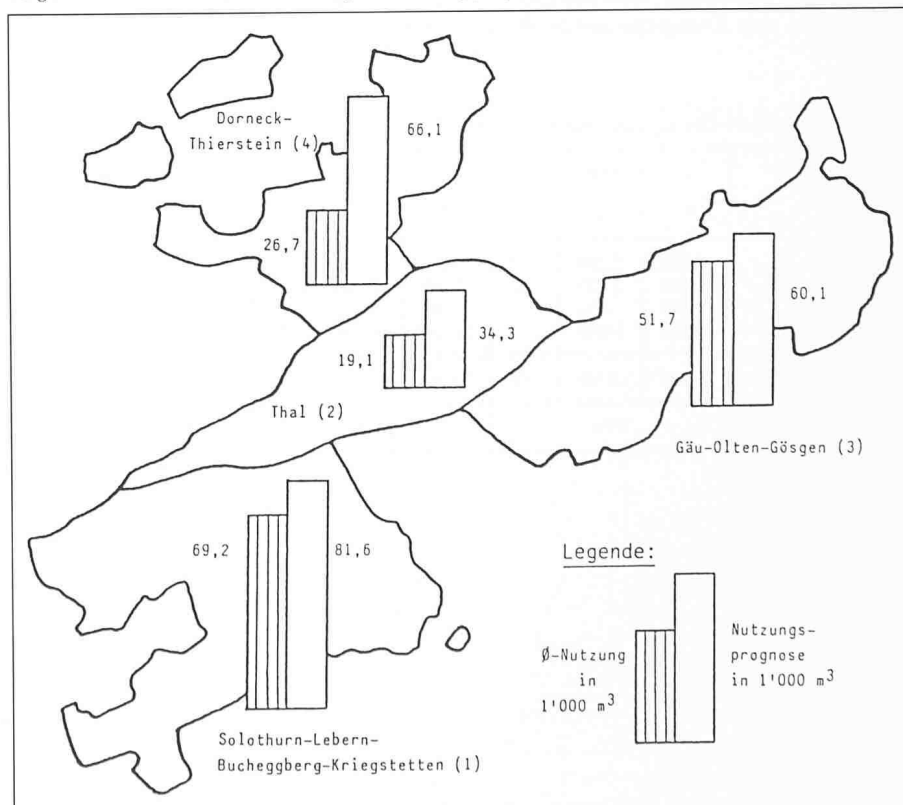 Dorneck-
Thierstein (4)
66,1
26,7
60,1
51,7
34,3
19,1
Thal (2)
Gäu-Olten-Gösgen (3)
69,2
81,6
Legende:
Ø-Nutzung
in
1'000 m³
Nutzungs-
prognose
in 1'000 m³
Solothurn-Lebern-
Bucheggberg-Kriegstetten (1)